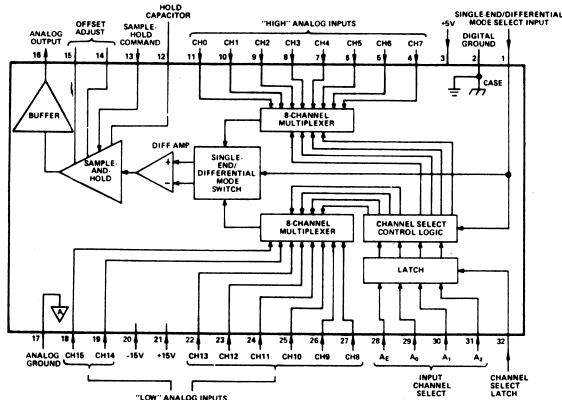 HOLD
CAPACITOR
SAMPLE-
HOLD
COMMAND
OFFSET
ADJUST
ANALOG
OUTPUT
"HIGH" ANALOG INPUTS
SINGLE-END/DIFFERENTIAL
MODE SELECT INPUT
DIGITAL
GROUND
+5V
CH0 CH1 CH2 CH3 CH4 CH5 CH6 CH7
16 15 14 13 12 11 10 9 8 7 6 5 4 3 2 1
CASE
BUFFER
8-CHANNEL
MULTIPLEXER
DIFF AMP
+
−
SAMPLE-
AND-
HOLD
SINGLE-
END/
DIFFERENTIAL
MODE
SWITCH
8-CHANNEL
MULTIPLEXER
CHANNEL SELECT
CONTROL LOGIC
LATCH
A
17 18 19 20 21 22 23 24 25 26 27 28 29 30 31 32
ANALOG
GROUND
CH15 CH14 -15V +15V CH13 CH12 CH11 CH10 CH9 CH8 AE A0 A1 A2
CHANNEL
SELECT
LATCH
INPUT
CHANNEL
SELECT
"LOW" ANALOG INPUTS